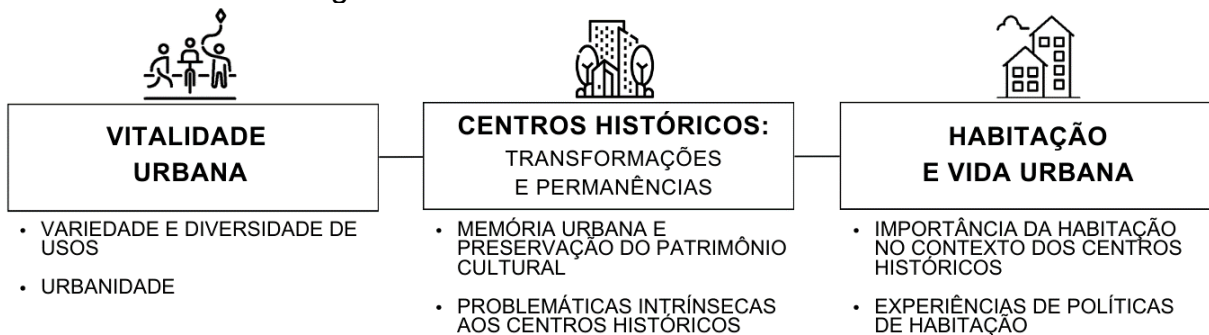 VITALIDADE
URBANA
• VARIEDADE E DIVERSIDADE DE
USOS
• URBANIDADE
CENTROS HISTÓRICOS:
TRANSFORMAÇÕES
E PERMANÊNCIAS
• MEMÓRIA URBANA E
PRESERVAÇÃO DO PATRIMÔNIO
CULTURAL
• PROBLEMÁTICAS INTRÍNSECAS
AOS CENTROS HISTÓRICOS
HABITAÇÃO
E VIDA URBANA
• IMPORTÂNCIA DA HABITAÇÃO
NO CONTEXTO DOS CENTROS
HISTÓRICOS
• EXPERIÊNCIAS DE POLÍTICAS
DE HABITAÇÃO